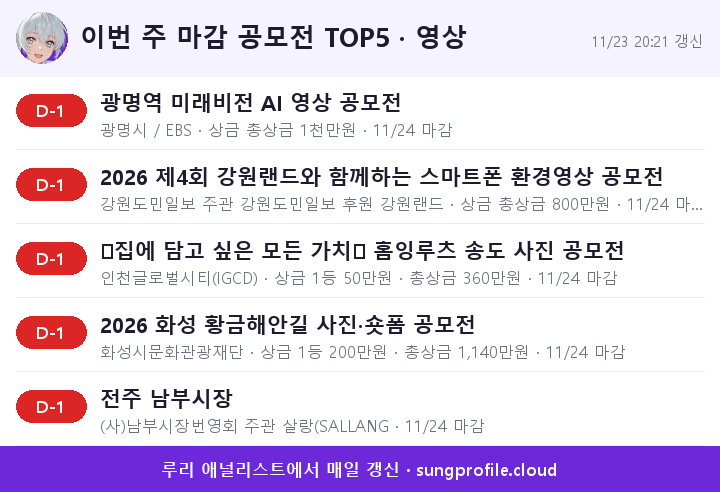 이번 주 마감 공모전 TOP5 · 영상
11/23 20:21 갱신
D-1
광명역 미래비전 AI 영상 공모전
광명시 / EBS · 상금 총상금 1천만원 · 11/24 마감
D-1
2026 제4회 강원랜드와 함께하는 스마트폰 환경영상 공모전
강원도민일보 주관 강원도민일보 후원 강원랜드 · 상금 총상금 800만원 · 11/24 마...
D-1
집에 담고 싶은 모든 가치 홈잉루츠 송도 사진 공모전
인천글로벌시티(IGCD) · 상금 1등 50만원 · 총상금 360만원 · 11/24 마감
D-1
2026 화성 황금해안길 사진·숏폼 공모전
화성시문화관광재단 · 상금 1등 200만원 · 총상금 1,140만원 · 11/24 마감
D-1
전주 남부시장
(사)남부시장번영회 주관 살랑(SALLANG · 11/24 마감
루리 애널리스트에서 매일 갱신 · sungprofile.cloud